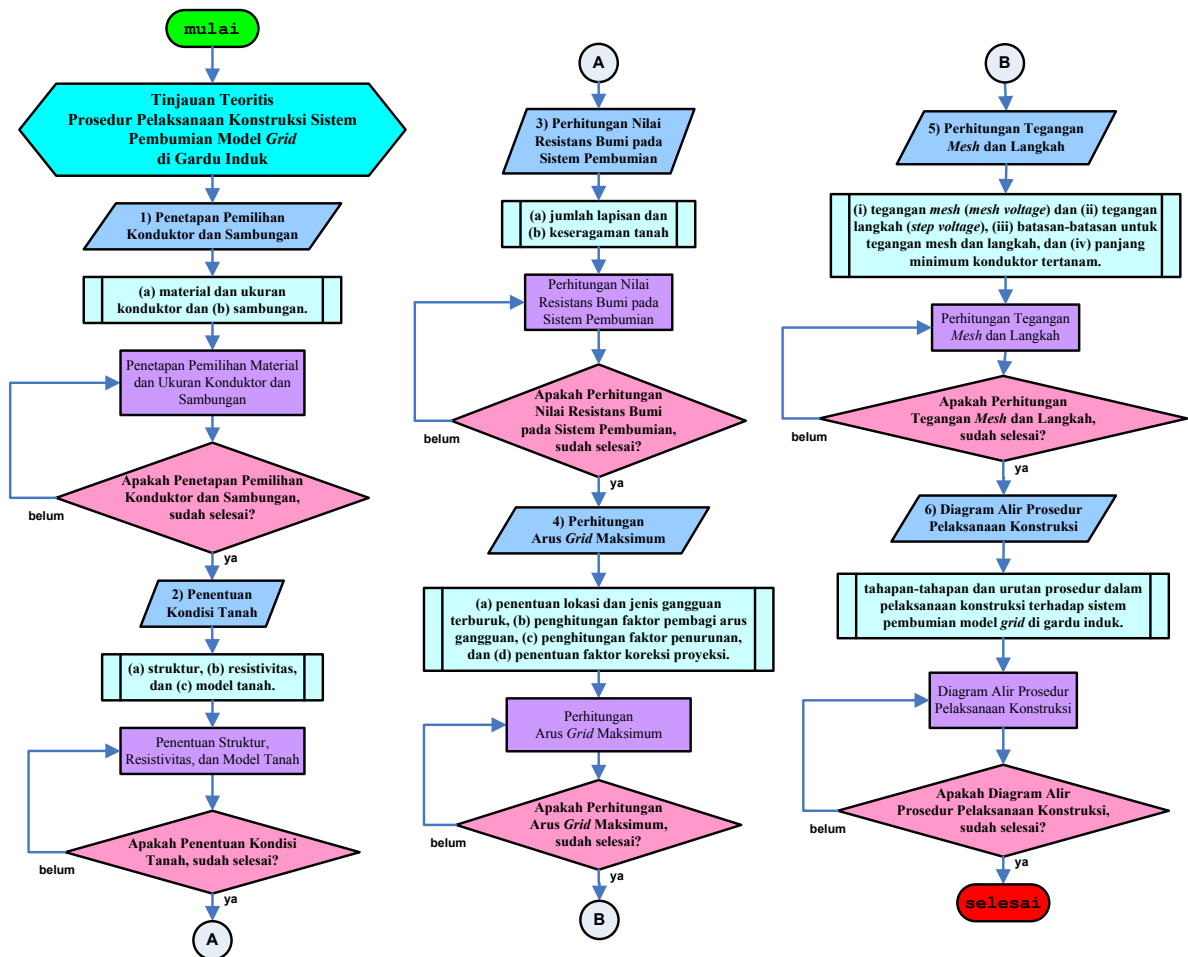 mulai
Tinjauan Teoritis
Prosedur Pelaksanaan Konstruksi Sistem
Pembumian Model Grid
di Gardu Induk
1) Penetapan Pemilihan
Konduktor dan Sambungan
(a) material dan ukuran
konduktor dan (b) sambungan.
Penetapan Pemilihan Material
dan Ukuran Konduktor dan
Sambungan
Apakah Penetapan Pemilihan
Konduktor dan Sambungan,
sudah selesai?
belum
ya
2) Penentuan
Kondisi Tanah
(a) struktur, (b) resistivitas,
dan (c) model tanah.
Penentuan Struktur,
Resistivitas, dan Model Tanah
Apakah Penentuan Kondisi
Tanah, sudah selesai?
belum
ya
A
A
3) Perhitungan Nilai
Resistans Bumi pada
Sistem Pembumian
(a) jumlah lapisan dan
(b) keseragaman tanah
Perhitungan Nilai
Resistans Bumi pada
Sistem Pembumian
Apakah Perhitungan
Nilai Resistans Bumi
pada Sistem Pembumian,
sudah selesai?
belum
ya
4) Perhitungan
Arus Grid Maksimum
(a) penentuan lokasi dan jenis gangguan
terburuk, (b) penghitungan faktor pembagi arus
gangguan, (c) penghitungan faktor penurunan,
dan (d) penentuan faktor koreksi proyeksi.
Perhitungan
Arus Grid Maksimum
Apakah Perhitungan
Arus Grid Maksimum,
sudah selesai?
belum
ya
B
B
5) Perhitungan Tegangan
Mesh dan Langkah
(i) tegangan mesh (mesh voltage) dan (ii) tegangan
langkah (step voltage), (iii) batasan-batasan untuk
tegangan mesh dan langkah, dan (iv) panjang
minimum konduktor tertanam.
Perhitungan Tegangan
Mesh dan Langkah
Apakah Perhitungan
Tegangan Mesh dan Langkah,
sudah selesai?
belum
ya
6) Diagram Alir Prosedur
Pelaksanaan Konstruksi
tahapan-tahapan dan urutan prosedur dalam
pelaksanaan konstruksi terhadap sistem
pembumian model grid di gardu induk.
Diagram Alir Prosedur
Pelaksanaan Konstruksi
Apakah Diagram Alir
Prosedur Pelaksanaan Konstruksi,
sudah selesai?
belum
ya
selesai